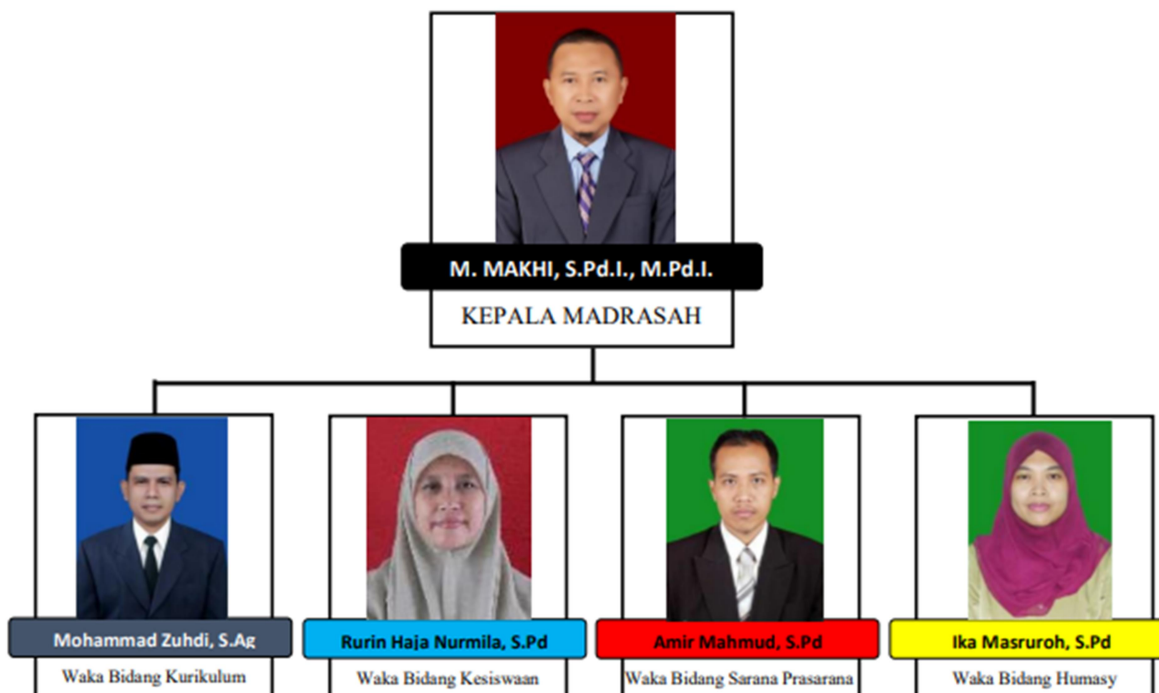 M. MAKHI, S.Pd.I., M.Pd.I.
KEPALA MADRASAH
Mohammad Zuhdi, S.Ag
Waka Bidang Kurikulum
Rurin Haja Nurmila, S.Pd
Waka Bidang Kesiswaan
Amir Mahmud, S.Pd
Waka Bidang Sarana Prasarana
Ika Masruroh, S.Pd
Waka Bidang Humasy